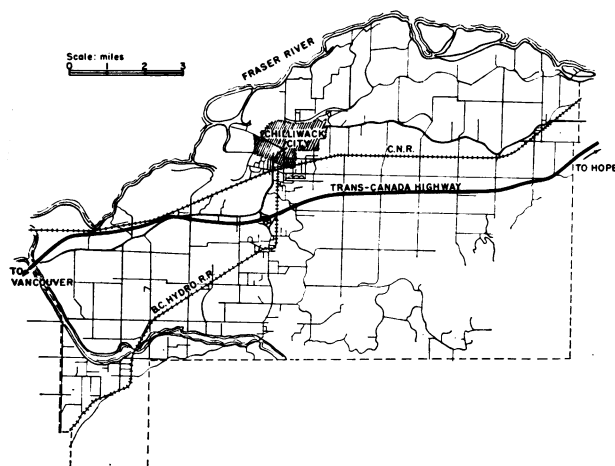 Scale: miles
0 1 2 3
FRASER RIVER
CHILLIWACK
CITY
C.N.R.
TO HOPE
TRANS-CANADA HIGHWAY
TO
VANCOUVER
B.C. HYDRO R.R.